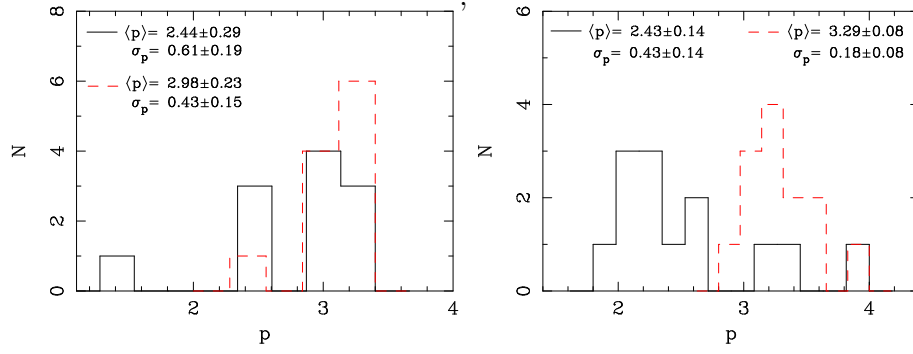 ,
⟨p⟩= 2.44±0.29
σp= 0.61±0.19
⟨p⟩= 2.98±0.23
σp= 0.43±0.15
N
0 2 4 6 8
2 3 4
p
⟨p⟩= 2.43±0.14
σp= 0.43±0.14
⟨p⟩= 3.29±0.08
σp= 0.18±0.08
N
0 2 4 6
2 3 4
p